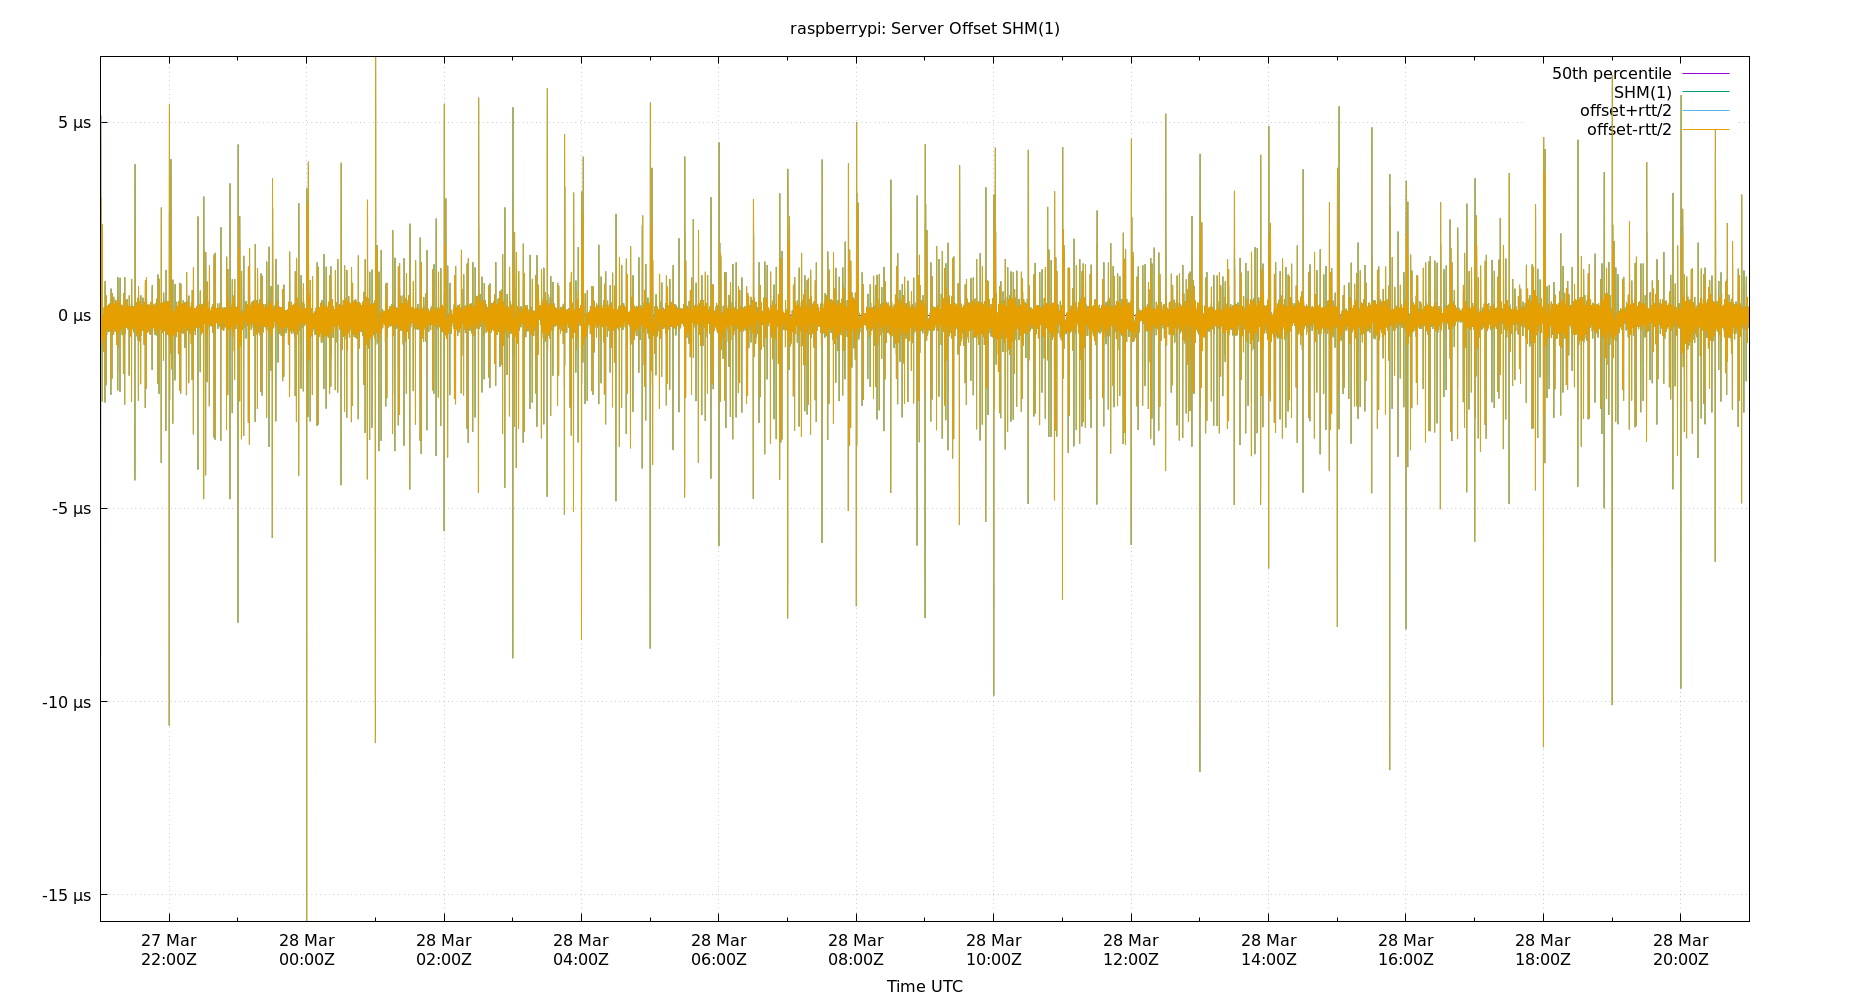 raspberrypi: Server Offset SHM(1)
50th percentile
SHM(1)
offset+rtt/2
offset-rtt/2
5 µs
0 µs
-5 µs
-10 µs
-15 µs
27 Mar 28 Mar 28 Mar 28 Mar 28 Mar 28 Mar 28 Mar 28 Mar 28 Mar 28 Mar 28 Mar 28 Mar
22:00Z 00:00Z 02:00Z 04:00Z 06:00Z 08:00Z 10:00Z 12:00Z 14:00Z 16:00Z 18:00Z 20:00Z
Time UTC